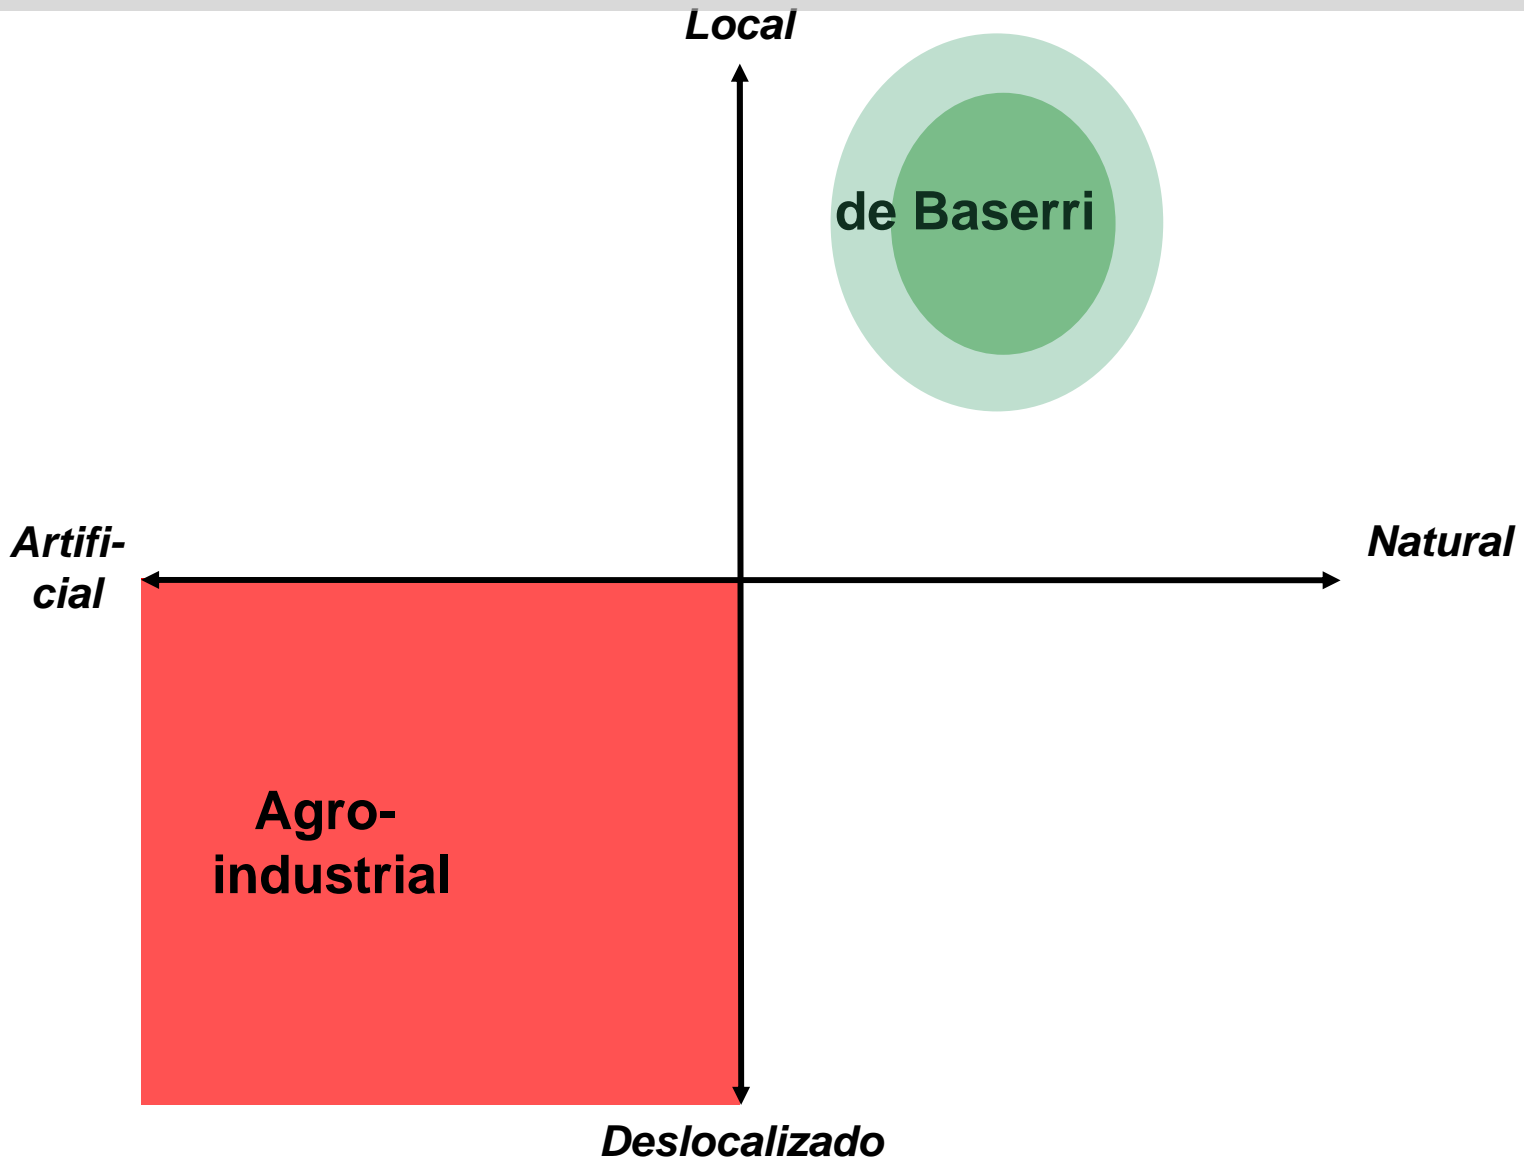 Local
de Baserri
Artifi-
cial
Natural
Agro-
industrial
Deslocalizado